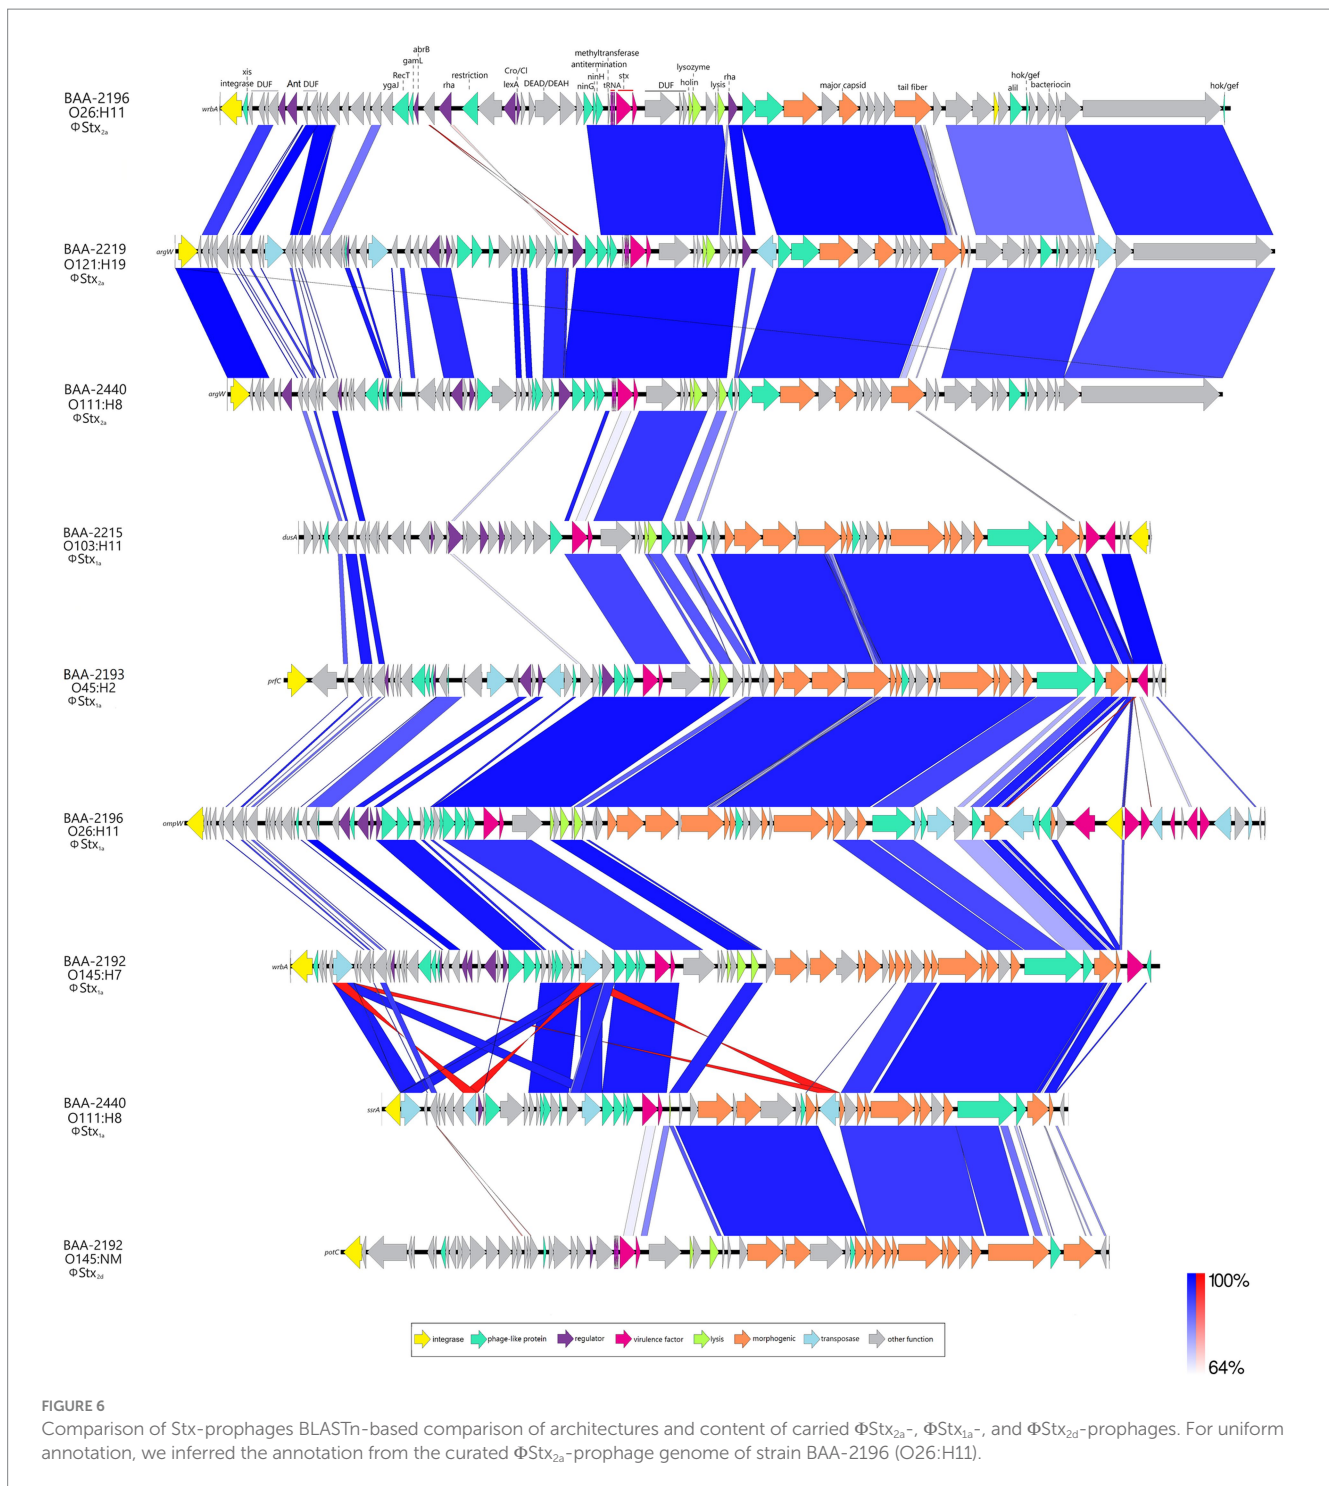 abrB
gamL
xis
integrase
DUF
Ant
DUF
RecT
ygaJ
rha
restriction
Cro/CI
lexA
DEAD/DEAH
methyltransferase
antitermination
ninH
ninG
tRNA
stx
lysozyme
DUF
holin
lysis
rha
major capsid
tail fiber
hok/gef
alil
bacteriocin
hok/gef
BAA-2196
O26:H11
ΦStx2a
wrbA
BAA-2219
O121:H19
ΦStx2a
argW
BAA-2440
O111:H8
ΦStx2a
argW
BAA-2215
O103:H11
ΦStx1a
dusA
BAA-2193
O45:H2
ΦStx1a
prfC
BAA-2196
O26:H11
ΦStx1a
ompW
BAA-2192
O145:H7
ΦStx1a
wrbA
BAA-2440
O111:H8
ΦStx1a
ssrA
BAA-2192
O145:NM
ΦStx2d
potC
100%
64%
integrase phage-like protein regulator virulence factor lysis morphogenic transposase other function
FIGURE 6
Comparison of Stx-prophages BLASTn-based comparison of architectures and content of carried ΦStx2a-, ΦStx1a-, and ΦStx2d-prophages. For uniform
annotation, we inferred the annotation from the curated ΦStx2a-prophage genome of strain BAA-2196 (O26:H11).